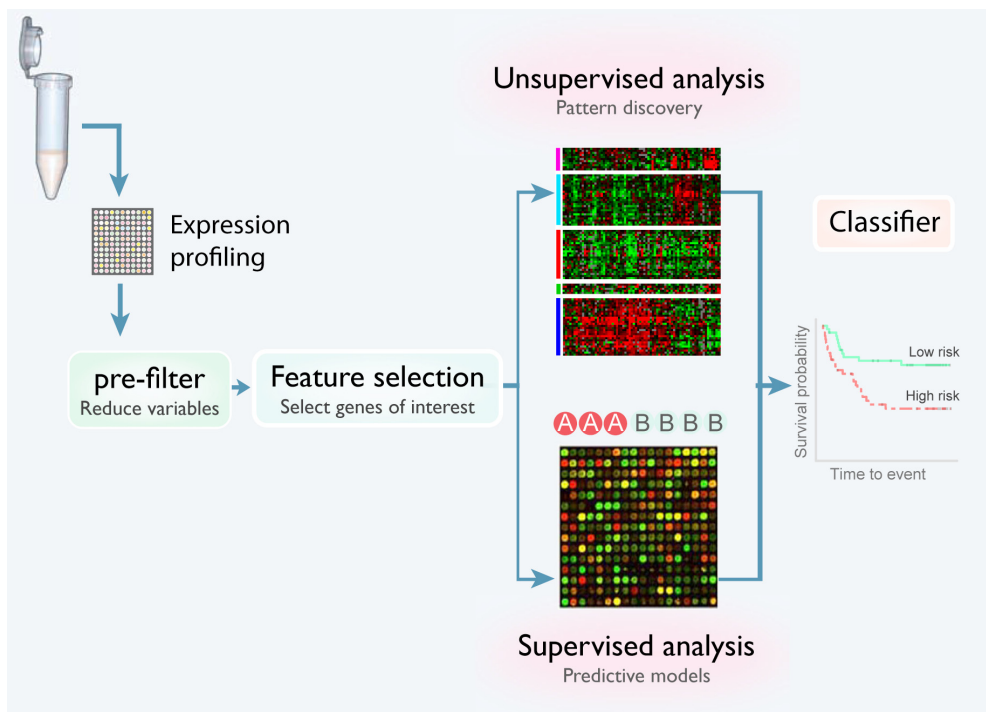 Unsupervised analysis
Pattern discovery
Expression
profiling
Classifier
pre-filter
Reduce variables
Feature selection
Select genes of interest
Survival probability
Low risk
High risk
Time to event
A A A B B B B
Supervised analysis
Predictive models